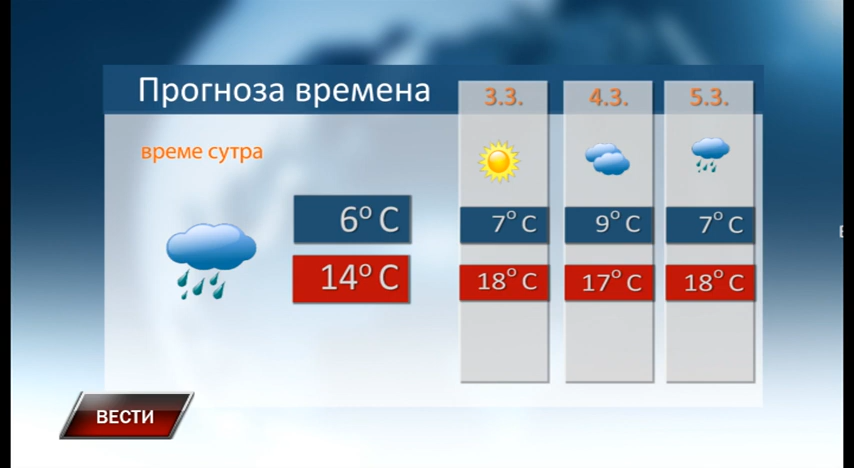 Прогноза времена
време сутра
6° C
14° C
3.3.
7° C
18° C
4.3.
9° C
17° C
5.3.
7° C
18° C
ВЕСТИ